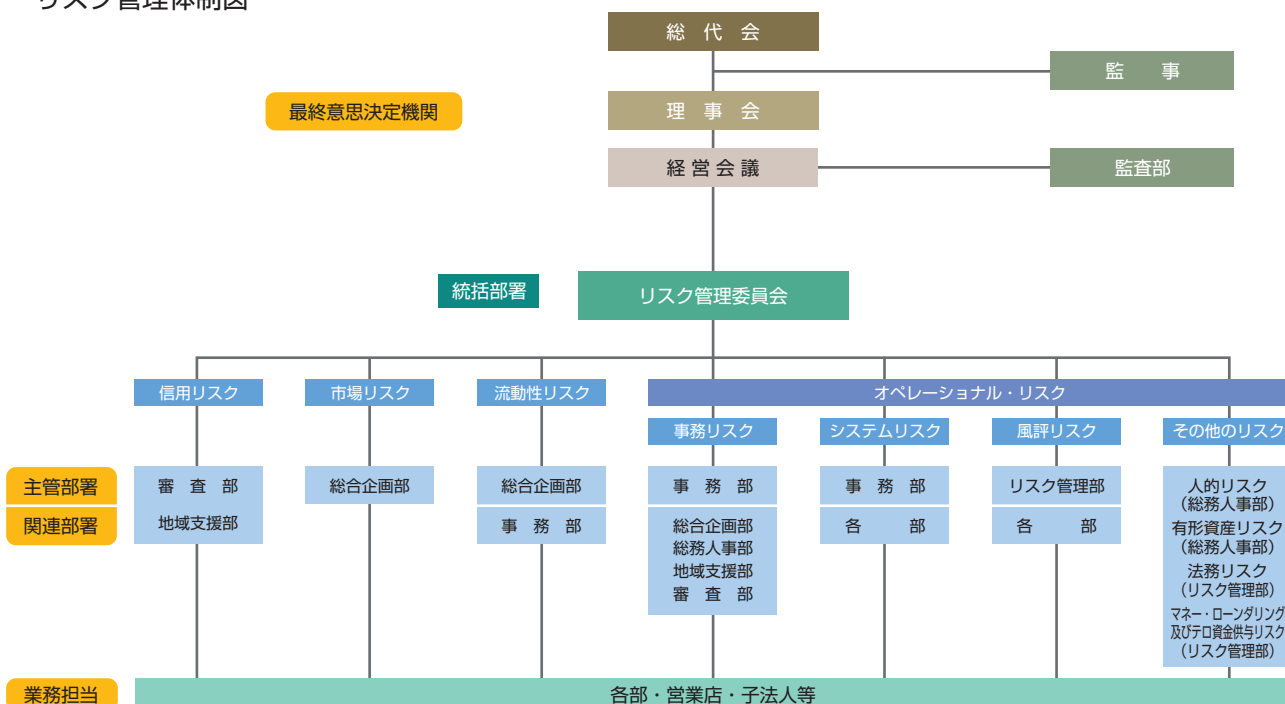 リスク管理体制図
総代会
監事
最終意思決定機関
理事会
経営会議
監査部
統括部署
リスク管理委員会
信用リスク
市場リスク
流動性リスク
オペレーショナル・リスク
事務リスク
システムリスク
風評リスク
その他のリスク
主管部署
審査部
総合企画部
総合企画部
事務部
事務部
リスク管理部
人的リスク
(総務人事部)
有形資産リスク
(総務人事部)
法務リスク
(リスク管理部)
マネー・ローンダリング
及びテロ資金供与リスク
(リスク管理部)
関連部署
地域支援部
事務部
総合企画部
総務人事部
地域支援部
審査部
各部
各部
業務担当
各部・営業店・子法人等